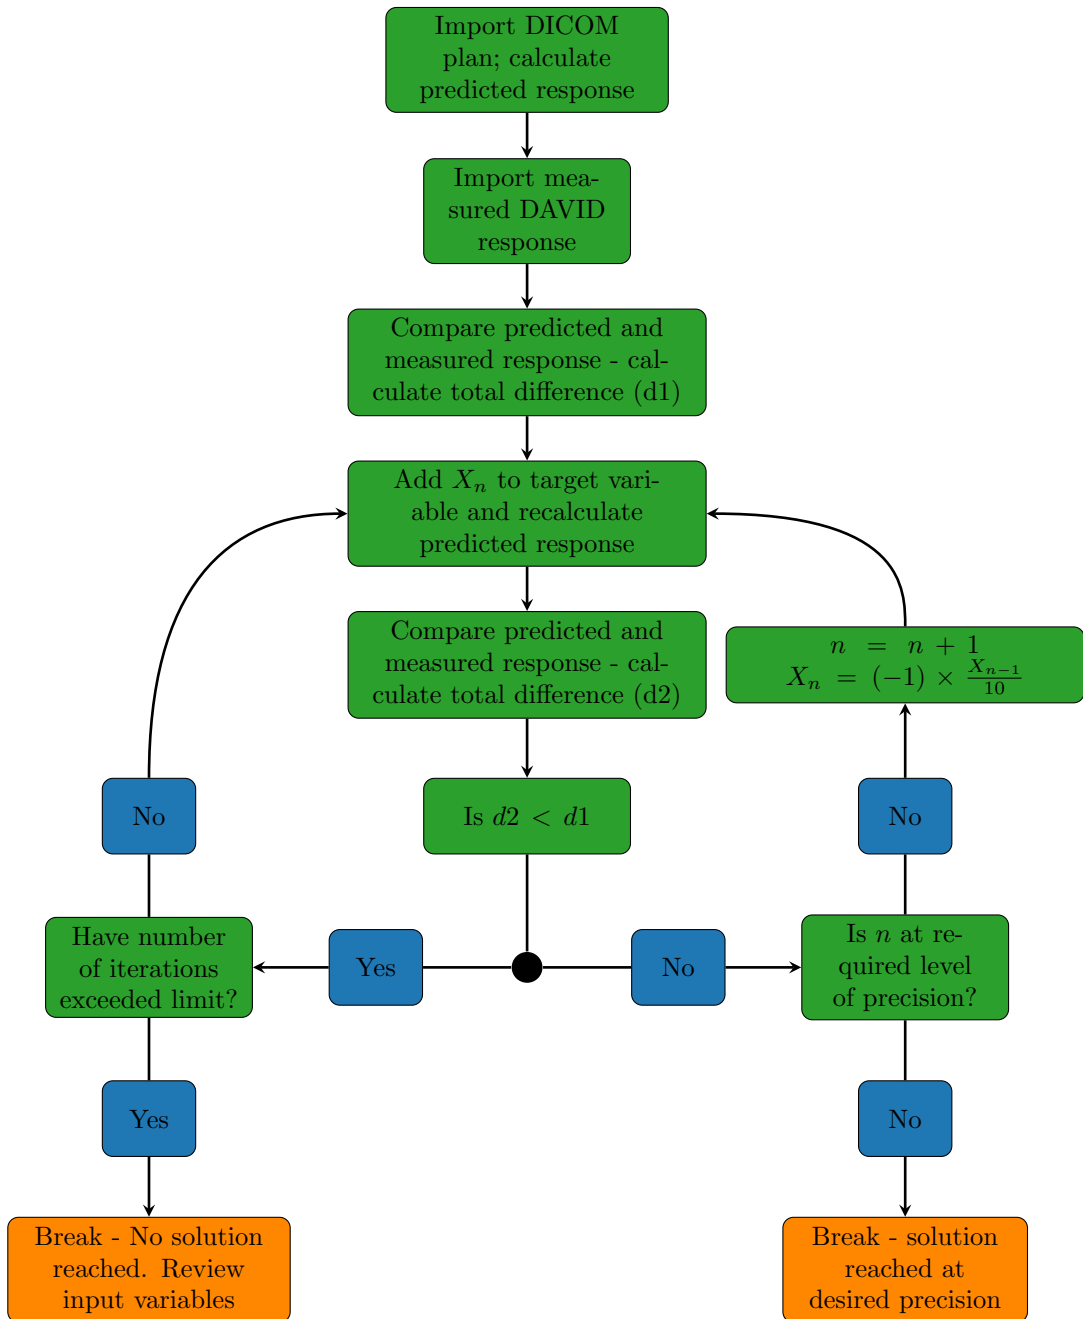 Import DICOM
plan; calculate
predicted response
Import mea-
sured DAVID
response
Compare predicted and
measured response - cal-
culate total difference (d1)
Add Xₙ to target vari-
able and recalculate
predicted response
Compare predicted and
measured response - cal-
culate total difference (d2)
n = n + 1
Xₙ = (−1) × Xₙ₋₁/10
No
Is d2 < d1
No
Have number
of iterations
exceeded limit?
Yes
No
Is n at re-
quired level
of precision?
Yes
No
Break - No solution
reached. Review
input variables
Break - solution
reached at
desired precision